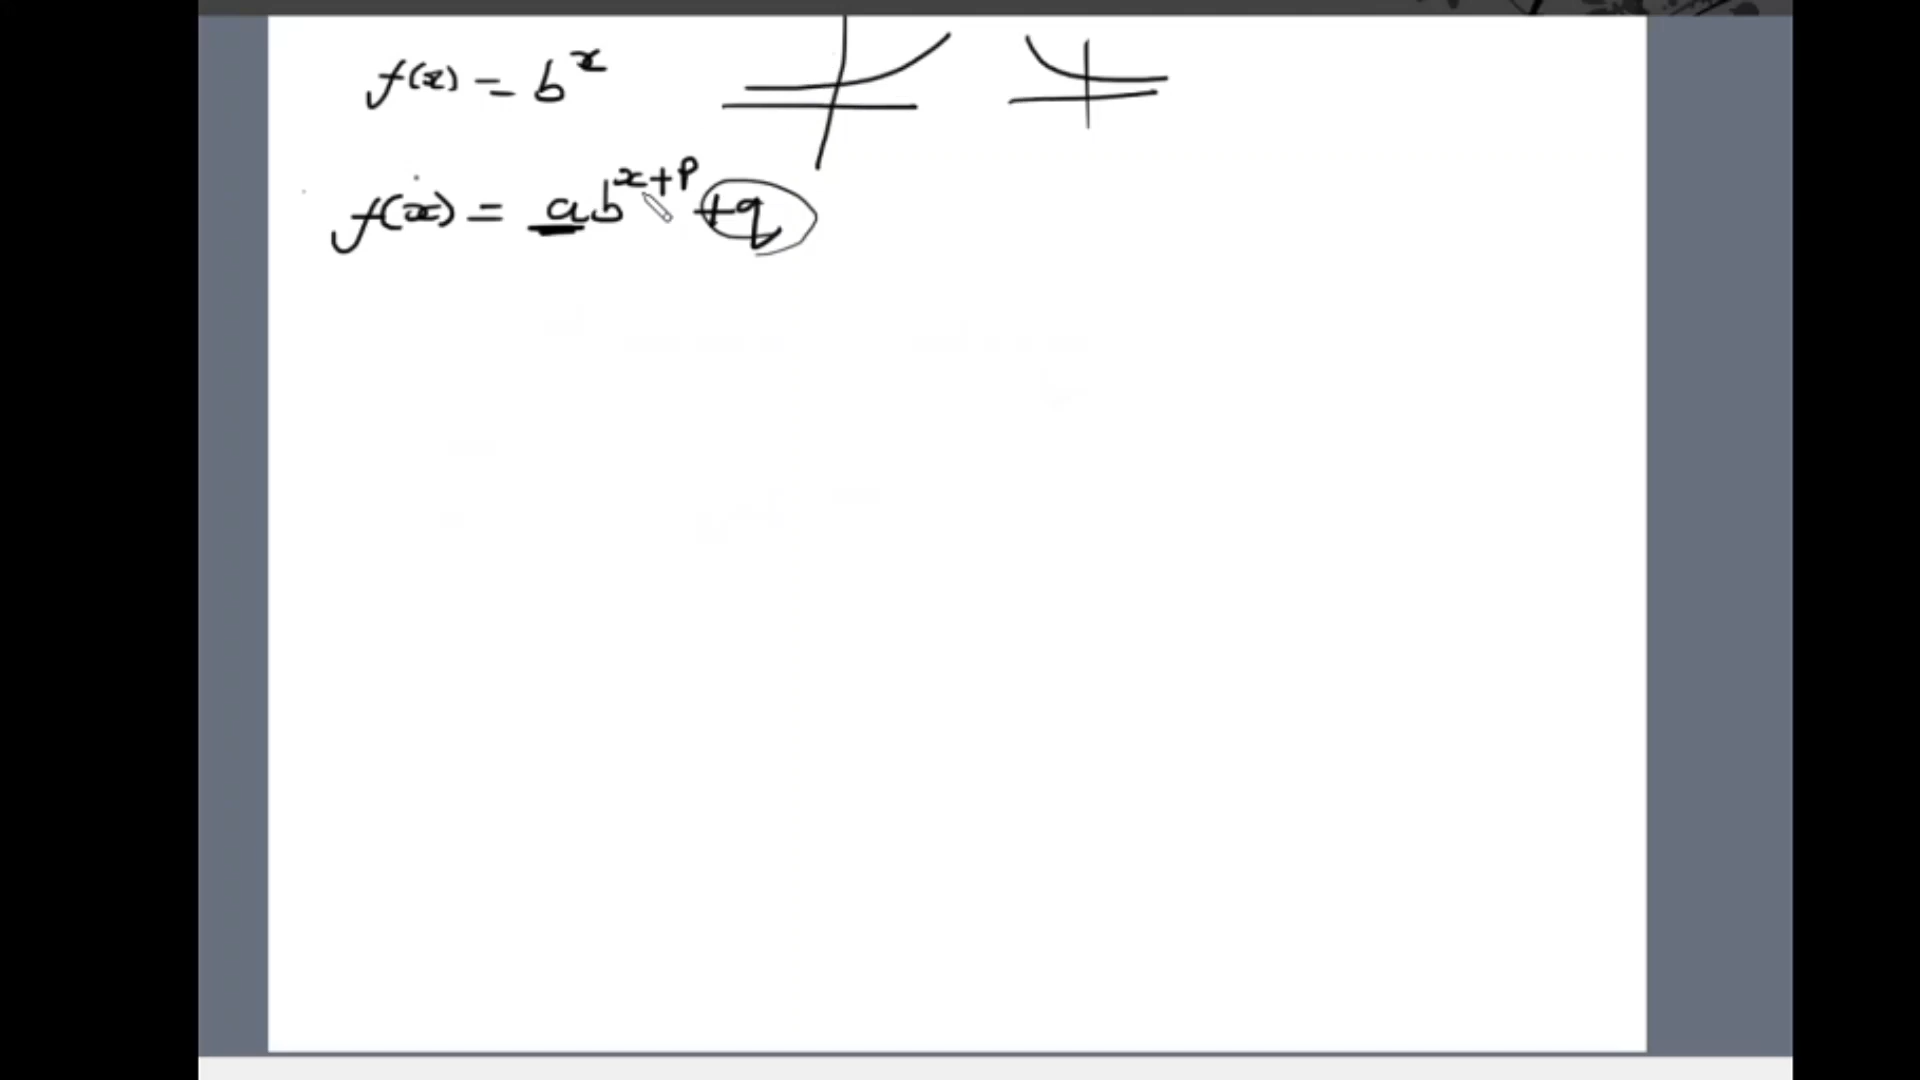 f(x) = b^x
f(x) = ab^{x+p} + q